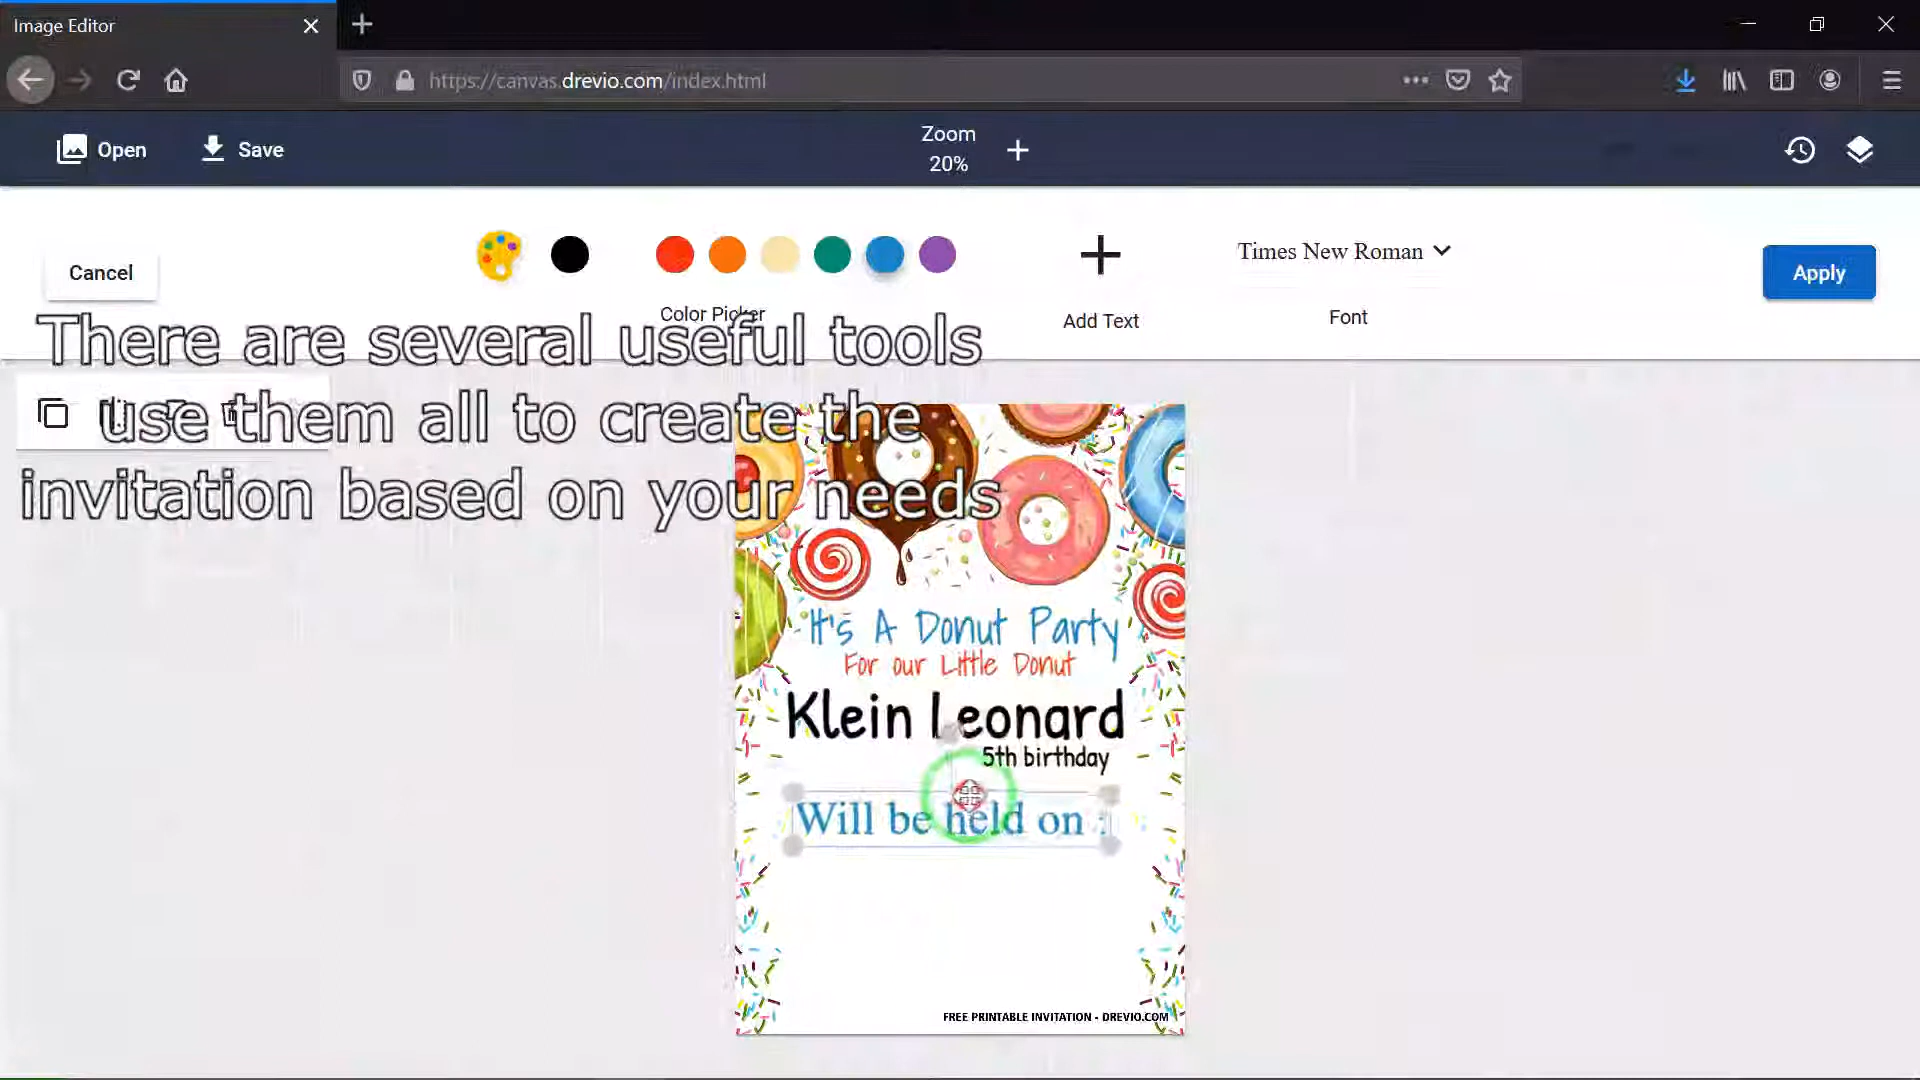 Image Editor
https://canvas.drevio.com/index.html
Open
Save
Zoom
20%
Cancel
Color Picker
Add Text
Times New Roman
Font
Apply
There are several useful tools
use them all to create the
invitation based on your needs
It's A Donut Party
For our Little Donut
Klein Leonard
5th birthday
Will be held on :
FREE PRINTABLE INVITATION - DREVIO.COM